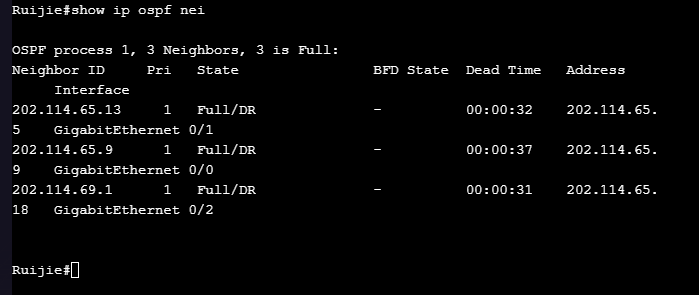 Ruijie#show ip ospf nei
OSPF process 1, 3 Neighbors, 3 is Full:
Neighbor ID     Pri   State                BFD State  Dead Time   Address
     Interface
202.114.65.13     1   Full/DR              -          00:00:32    202.114.65.
5    GigabitEthernet 0/1
202.114.65.9      1   Full/DR              -          00:00:37    202.114.65.
9    GigabitEthernet 0/0
202.114.69.1      1   Full/DR              -          00:00:31    202.114.65.
18   GigabitEthernet 0/2
Ruijie#